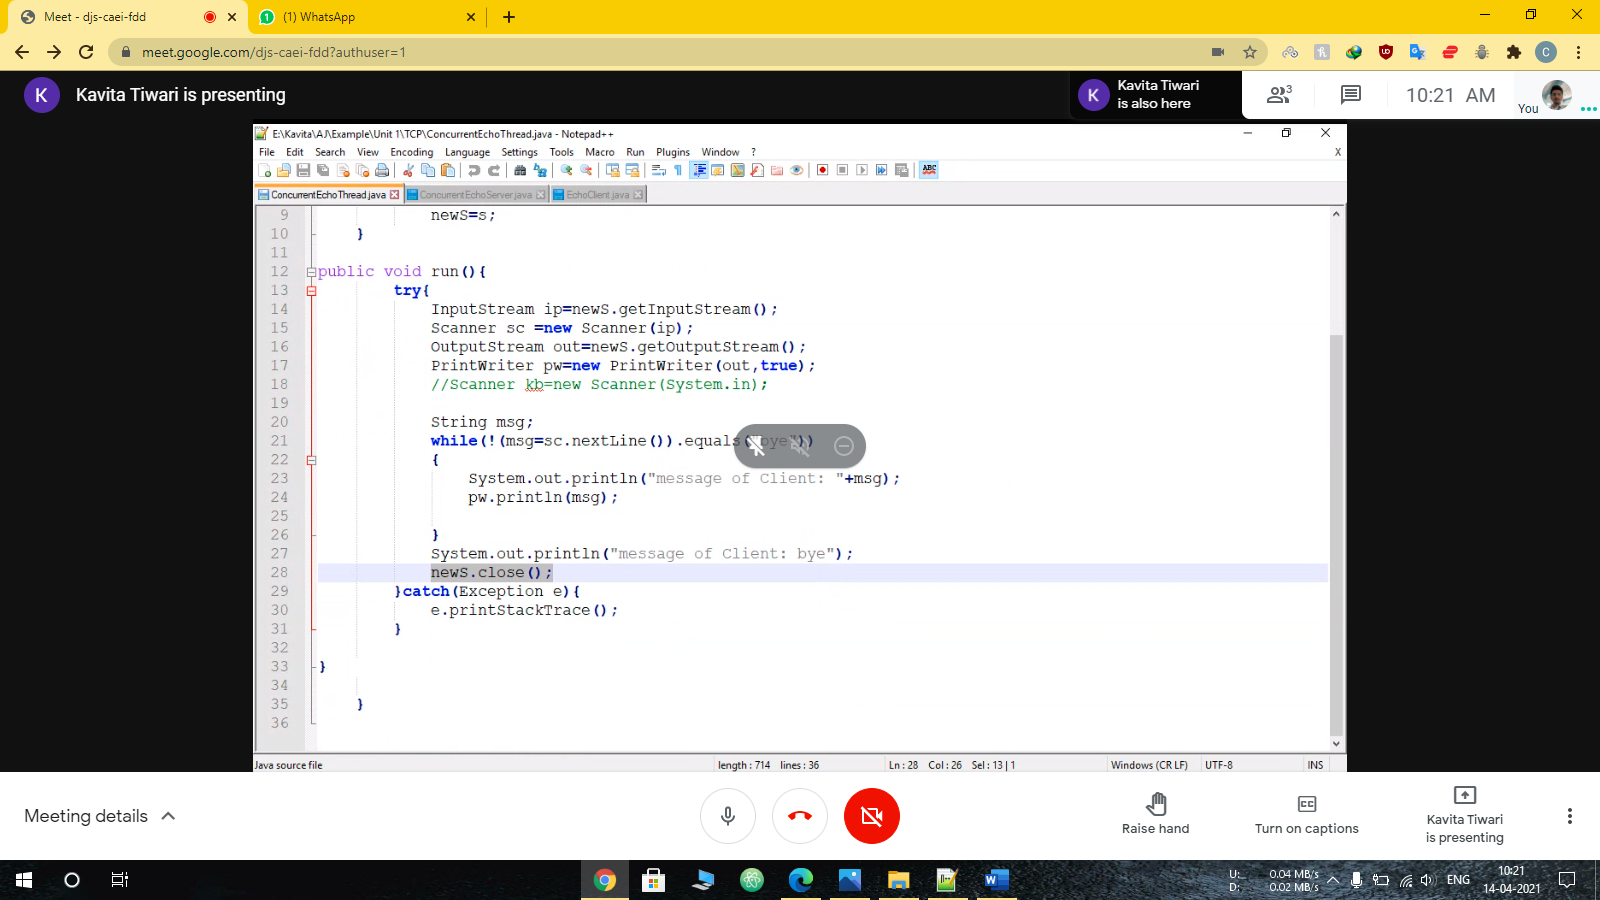 Meet - djs-caei-fdd
(1) WhatsApp
meet.google.com/djs-caei-fdd?authuser=1
K
Kavita Tiwari is presenting
K
Kavita Tiwari
is also here
3
10:21 AM
You
E:\Kavita\AJ\Example\Unit 1\TCP\ConcurrentEchoThread.java - Notepad++
File Edit Search View Encoding Language Settings Tools Macro Run Plugins Window ? X
ConcurrentEchoThread.java ConcurrentEchoServer.java EchoClient.java
9 newS=s;
10 }
11
12 public void run(){
13 try{
14 InputStream ip=newS.getInputStream();
15 Scanner sc =new Scanner(ip);
16 OutputStream out=newS.getOutputStream();
17 PrintWriter pw=new PrintWriter(out,true);
18 //Scanner kb=new Scanner(System.in);
19
20 String msg;
21 while(!(msg=sc.nextLine()).equals("bye"))
22 {
23 System.out.println("message of Client: "+msg);
24 pw.println(msg);
25
26 }
27 System.out.println("message of Client: bye");
28 newS.close();
29 }catch(Exception e){
30 e.printStackTrace();
31 }
32
33 }
34
35 }
36
Java source file length : 714 lines : 36 Ln : 28 Col : 26 Sel : 13 | 1 Windows (CR LF) UTF-8 INS
Meeting details
Raise hand
Turn on captions
Kavita Tiwari
is presenting
U: 0.04 MB/s
D: 0.02 MB/s
ENG
10:21
14-04-2021